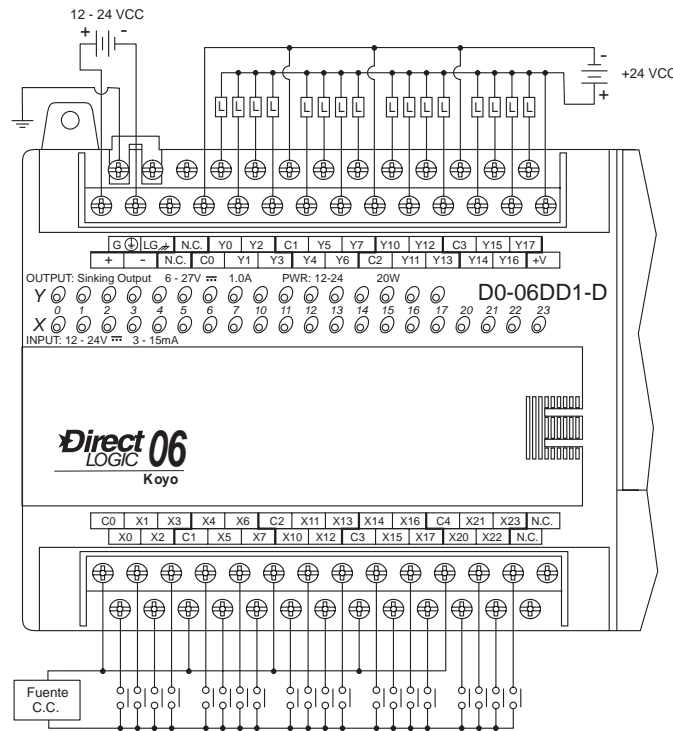 12 - 24 VCC
+ -
-
+24 VCC
+
L L L L L L L L L L L L L L L L
G LG N.C. Y0 Y2 C1 Y5 Y7 Y10 Y12 C3 Y15 Y17
+ - N.C. C0 Y1 Y3 Y4 Y6 C2 Y11 Y13 Y14 Y16 +V
OUTPUT: Sinking Output 6 - 27V 1.0A PWR: 12-24 20W
Y D0-06DD1-D
0 1 2 3 4 5 6 7 10 11 12 13 14 15 16 17 20 21 22 23
X
INPUT: 12 - 24V 3 - 15mA
Direct 06
LOGIC
Koyo
C0 X1 X3 X4 X6 C2 X11 X13 X14 X16 C4 X21 X23 N.C.
X0 X2 C1 X5 X7 X10 X12 C3 X15 X17 X20 X22 N.C.
Fuente
C.C.